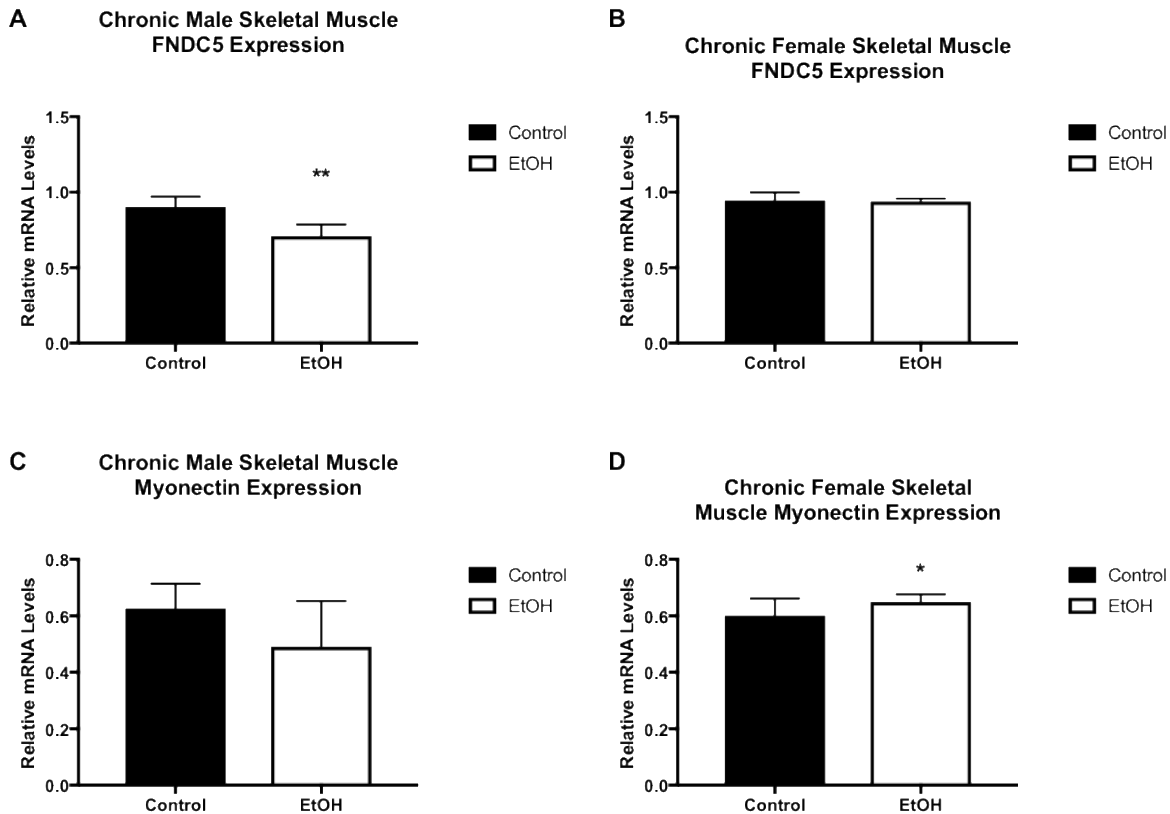 A
Chronic Male Skeletal Muscle
FNDC5 Expression
Relative mRNA Levels
1.5
1.0
0.5
0.0
**
Control
EtOH
Control
EtOH
B
Chronic Female Skeletal Muscle
FNDC5 Expression
Relative mRNA Levels
1.5
1.0
0.5
0.0
Control
EtOH
Control
EtOH
C
Chronic Male Skeletal Muscle
Myonectin Expression
Relative mRNA Levels
0.8
0.6
0.4
0.2
0.0
Control
EtOH
Control
EtOH
D
Chronic Female Skeletal
Muscle Myonectin Expression
Relative mRNA Levels
0.8
0.6
0.4
0.2
0.0
*
Control
EtOH
Control
EtOH